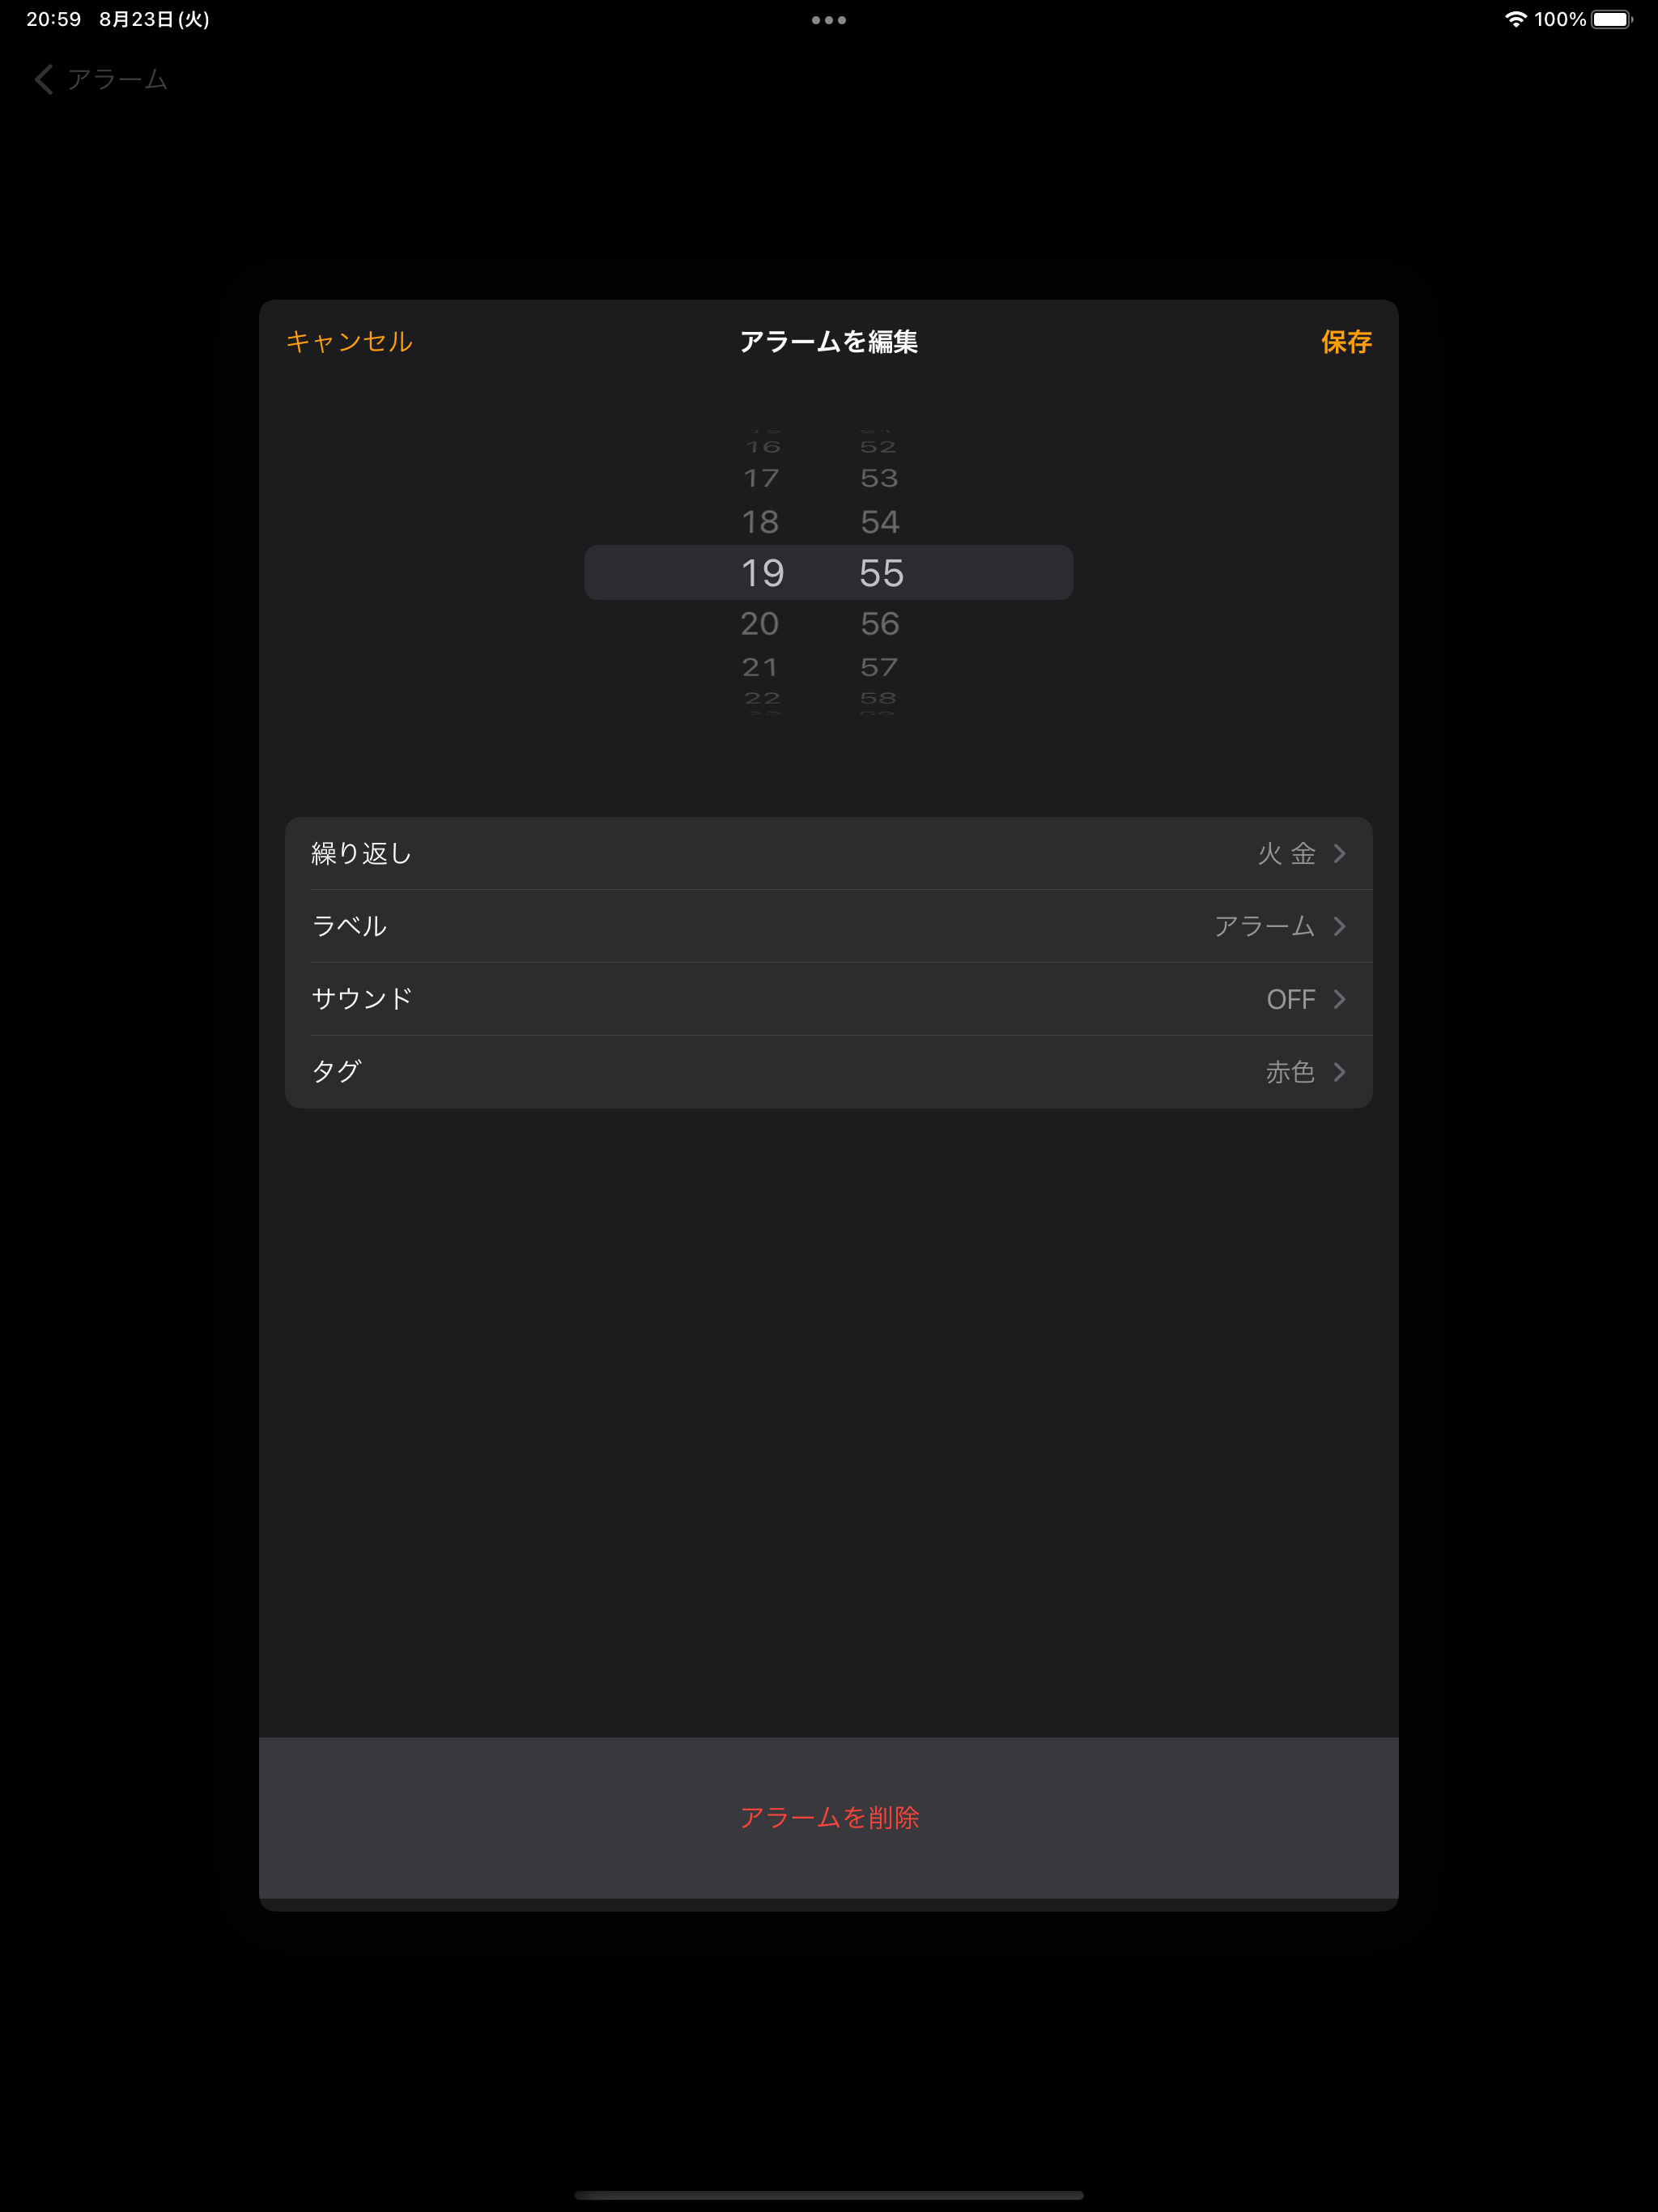 20:59 8月23日(火)
100%
アラーム
キャンセル アラームを編集 保存
16 52
17 53
18 54
19 55
20 56
21 57
22 58
繰り返し 火 金
ラベル アラーム
サウンド OFF
タグ 赤色
アラームを削除